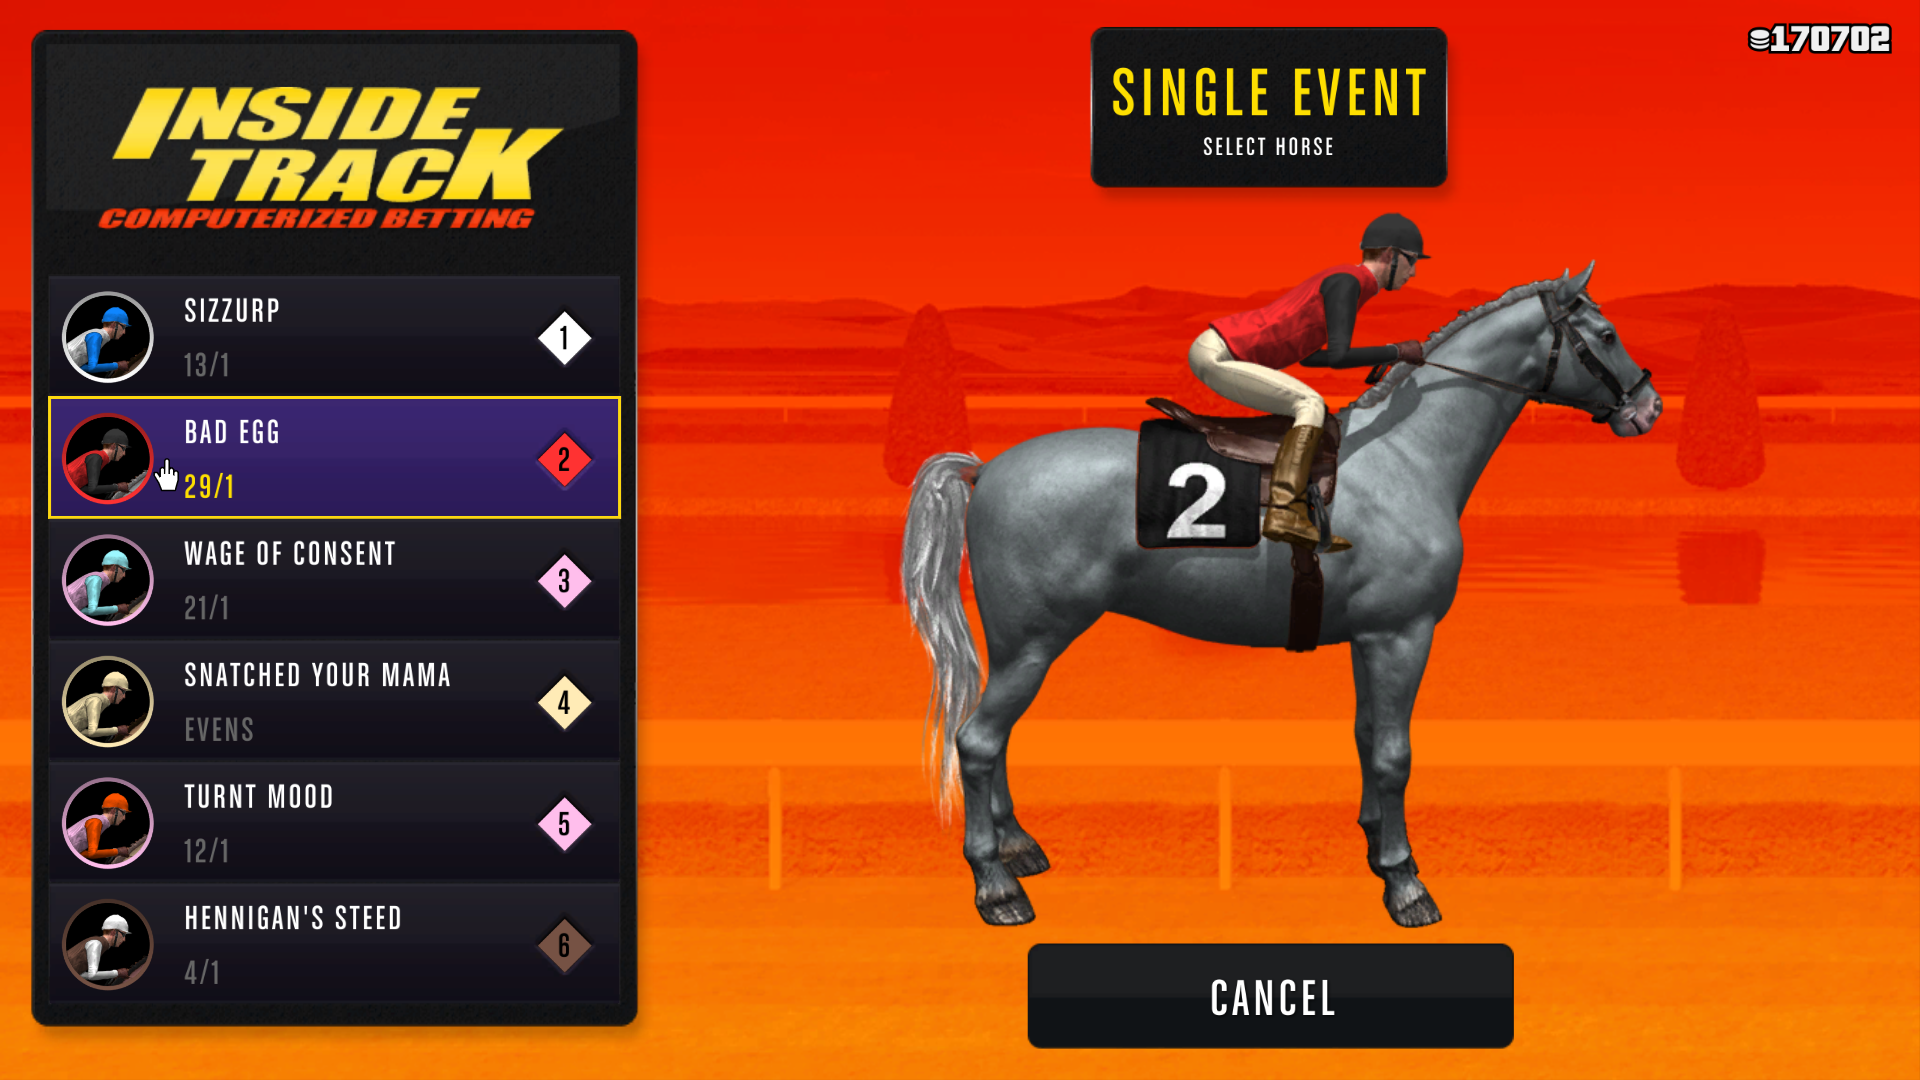 170702
INSIDE
TRACK
COMPUTERIZED BETTING
SINGLE EVENT
SELECT HORSE
SIZZURP
13/1
1
BAD EGG
29/1
2
WAGE OF CONSENT
21/1
3
SNATCHED YOUR MAMA
EVENS
4
TURNT MOOD
12/1
5
HENNIGAN'S STEED
4/1
6
2
CANCEL